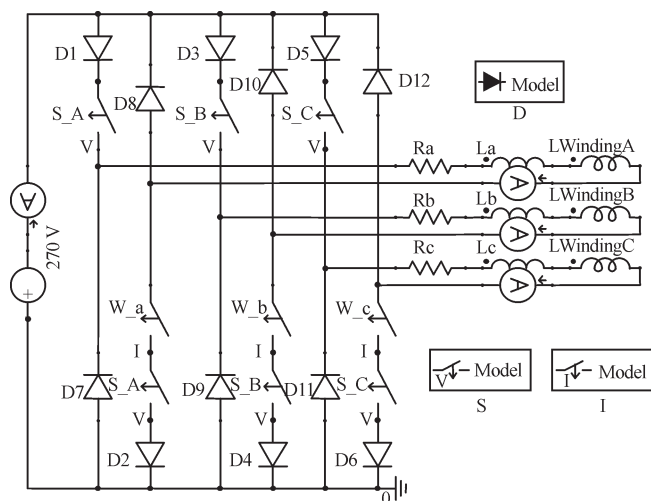 D1
D3
D5
D8
D10
D12
S_A
S_B
S_C
V
V
V
Model
D
Ra
La
LWindingA
A
Rb
Lb
LWindingB
A
Rc
Lc
LWindingC
A
A
270 V
+
W_a
W_b
W_c
I
I
I
D7
S_A
D9
S_B
D11
S_C
V
V
V
D2
D4
D6
0
V
Model
S
I
Model
I